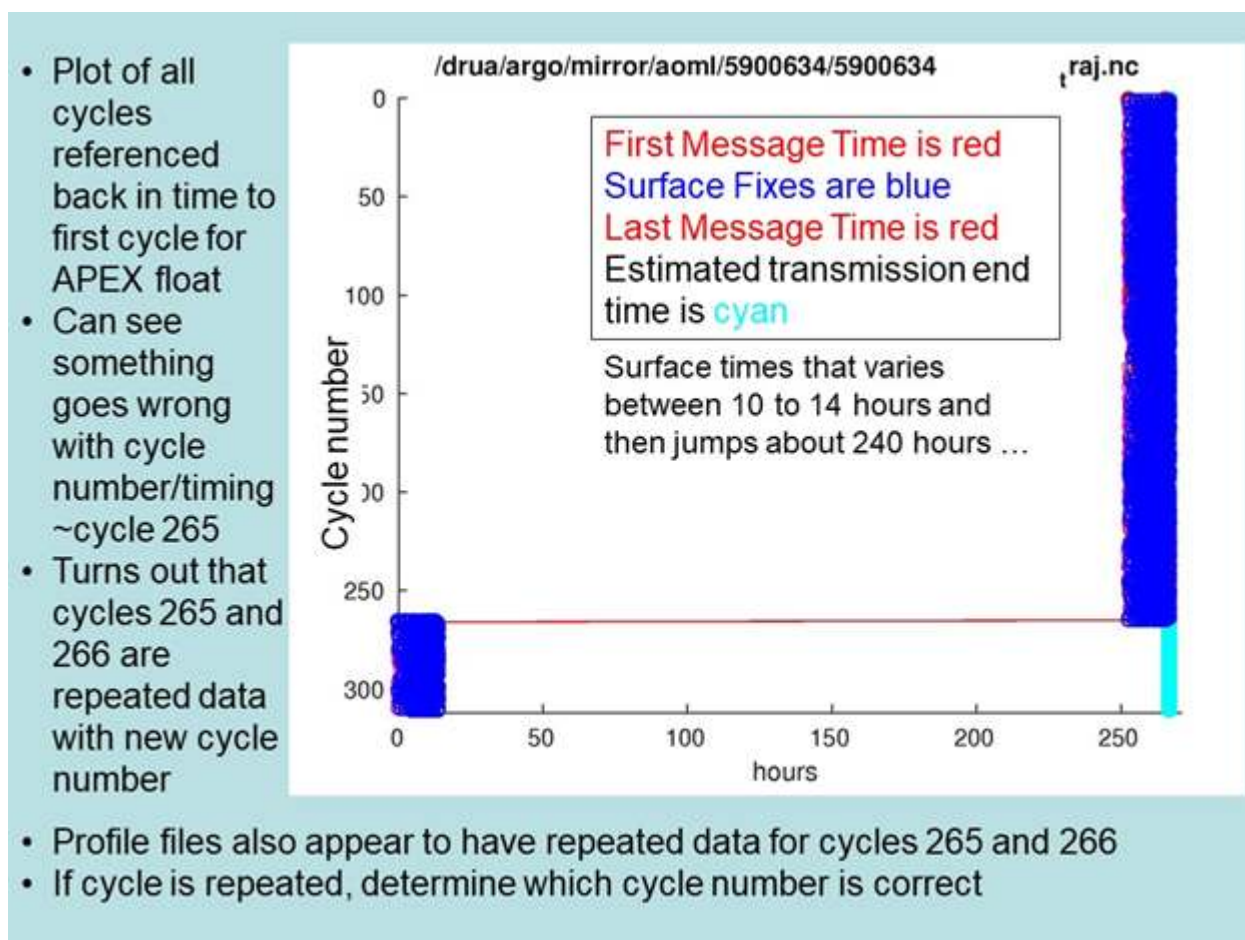 • Plot of all
cycles
referenced
back in time to
first cycle for
APEX float
• Can see
something
goes wrong
with cycle
number/timing
~cycle 265
• Turns out that
cycles 265 and
266 are
repeated data
with new cycle
number
/drua/argo/mirror/aoml/5900634/5900634 traj.nc
First Message Time is red
Surface Fixes are blue
Last Message Time is red
Estimated transmission end
time is cyan
Surface times that varies
between 10 to 14 hours and
then jumps about 240 hours …
Cycle number
0
50
100
50
00
250
300
0 50 100 150 200 250
hours
• Profile files also appear to have repeated data for cycles 265 and 266
• If cycle is repeated, determine which cycle number is correct